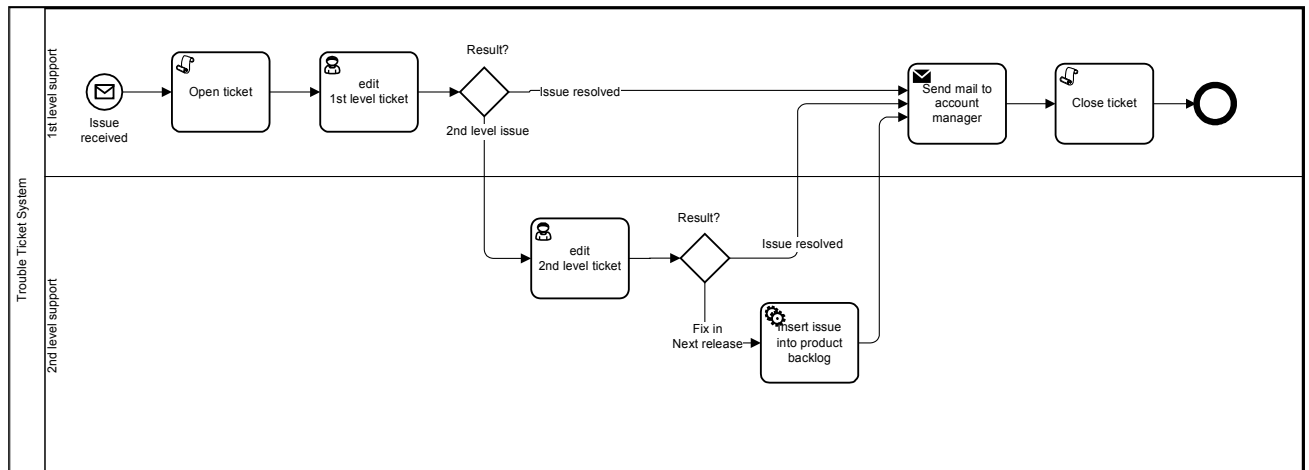 Trouble Ticket System
1st level support
Issue
received
Open ticket
edit
1st level ticket
Result?
Issue resolved
2nd level issue
Send mail to
account
manager
Close ticket
2nd level support
edit
2nd level ticket
Result?
Issue resolved
Fix in
Next release
Insert issue
into product
backlog